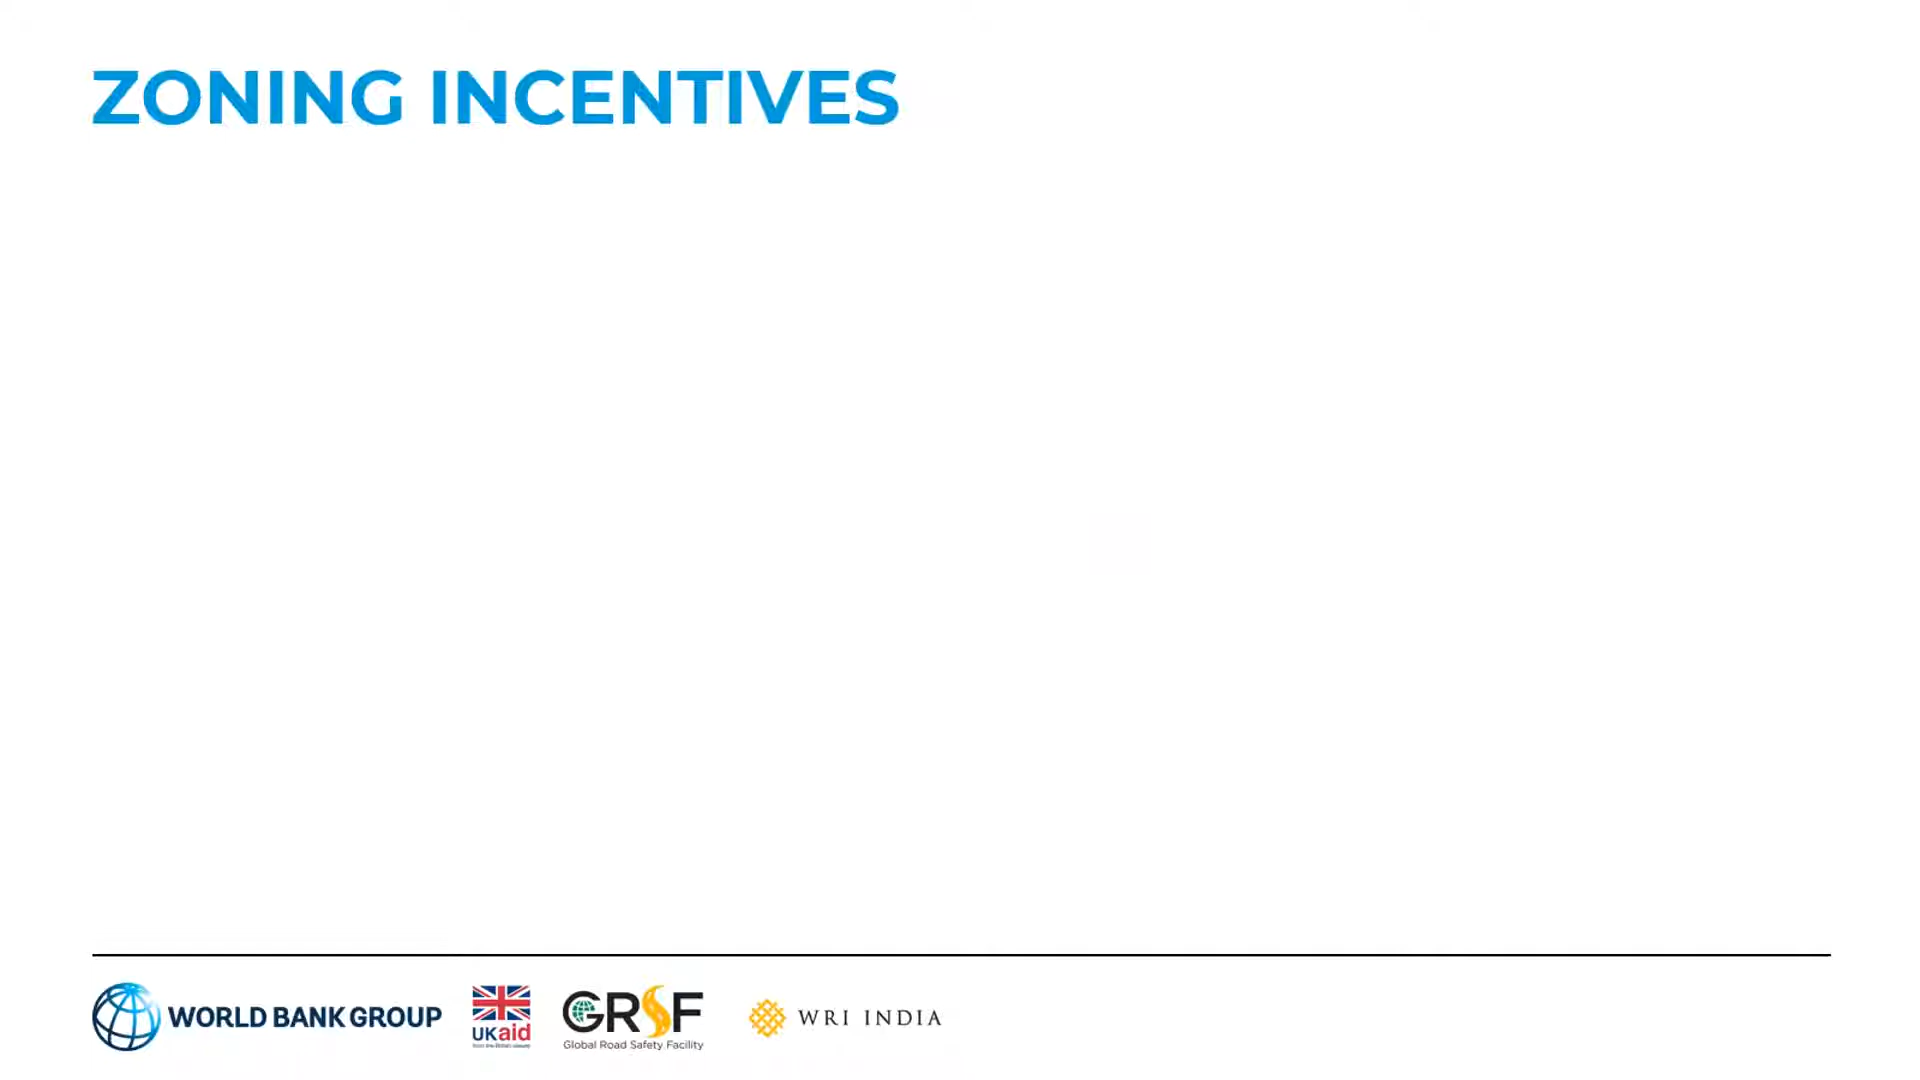 ZONING INCENTIVES
WORLD BANK GROUP
UKaid
GRSF
Global Road Safety Facility
WRI INDIA